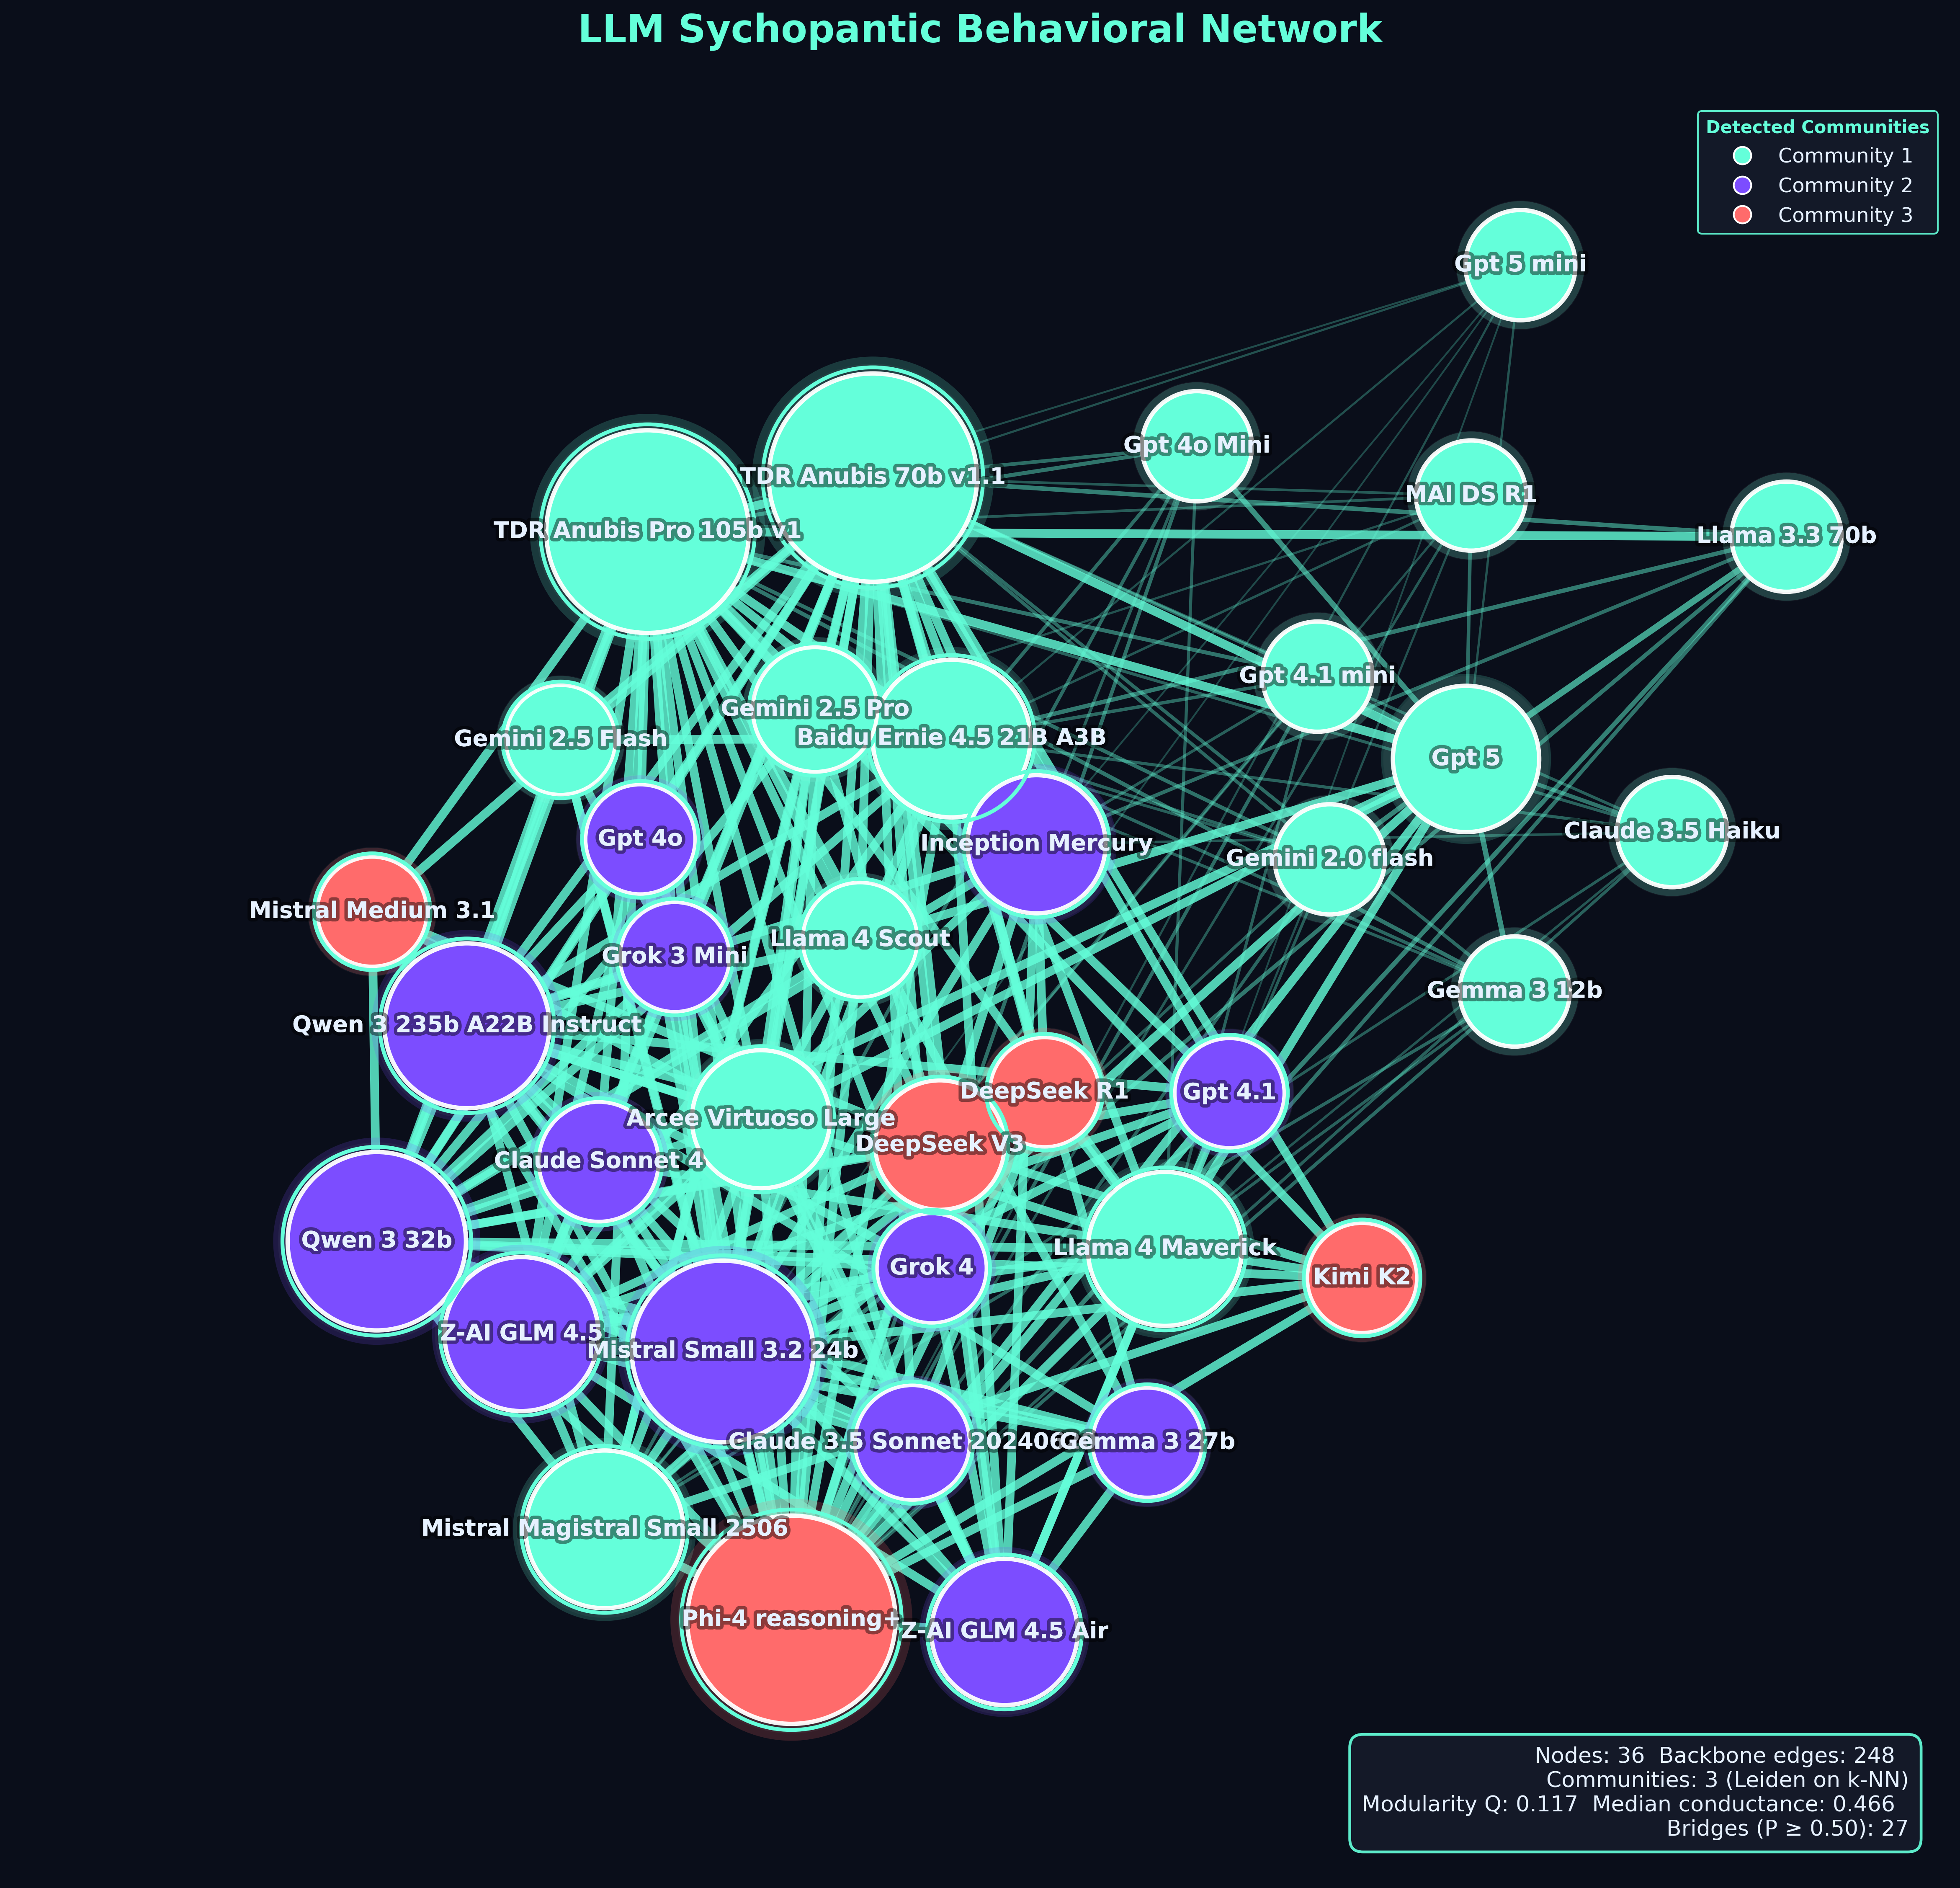 LLM Sychopantic Behavioral Network
Detected Communities
Community 1
Community 2
Community 3
Gpt 5 mini
Gpt 4o Mini
TDR Anubis 70b v1.1
MAI DS R1
TDR Anubis Pro 105b v1
Llama 3.3 70b
Gpt 4.1 mini
Gemini 2.5 Pro
Gemini 2.5 Flash
Baidu Ernie 4.5 21B A3B
Gpt 5
Gpt 4o
Inception Mercury
Claude 3.5 Haiku
Gemini 2.0 flash
Mistral Medium 3.1
Llama 4 Scout
Grok 3 Mini
Gemma 3 12b
Qwen 3 235b A22B Instruct
DeepSeek R1
Gpt 4.1
Arcee Virtuoso Large
DeepSeek V3
Claude Sonnet 4
Qwen 3 32b
Llama 4 Maverick
Grok 4
Kimi K2
Z-AI GLM 4.5
Mistral Small 3.2 24b
Claude 3.5 Sonnet
Gemma 3 27b
Mistral Magistral Small 2506
Phi-4 reasoning+
Z-AI GLM 4.5 Air
Nodes: 36 Backbone edges: 248
Communities: 3 (Leiden on k-NN)
Modularity Q: 0.117 Median conductance: 0.466
Bridges (P ≥ 0.50): 27